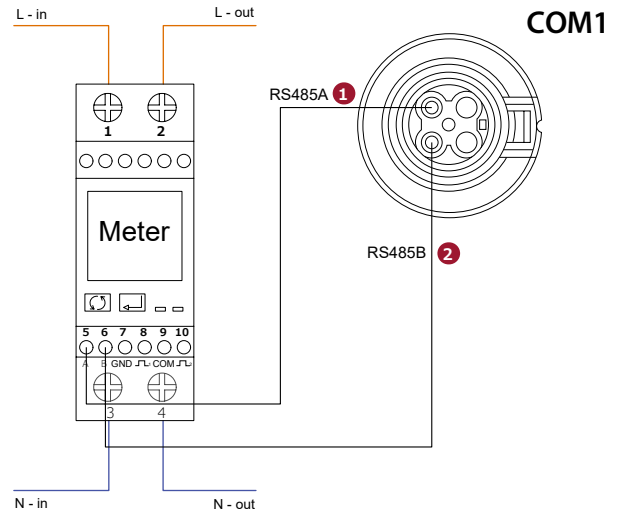 L - in
L - out
COM1
RS485A 1
1 2
Meter
RS485B 2
5 6 7 8 9 10
A B GND COM
3 4
N - in
N - out